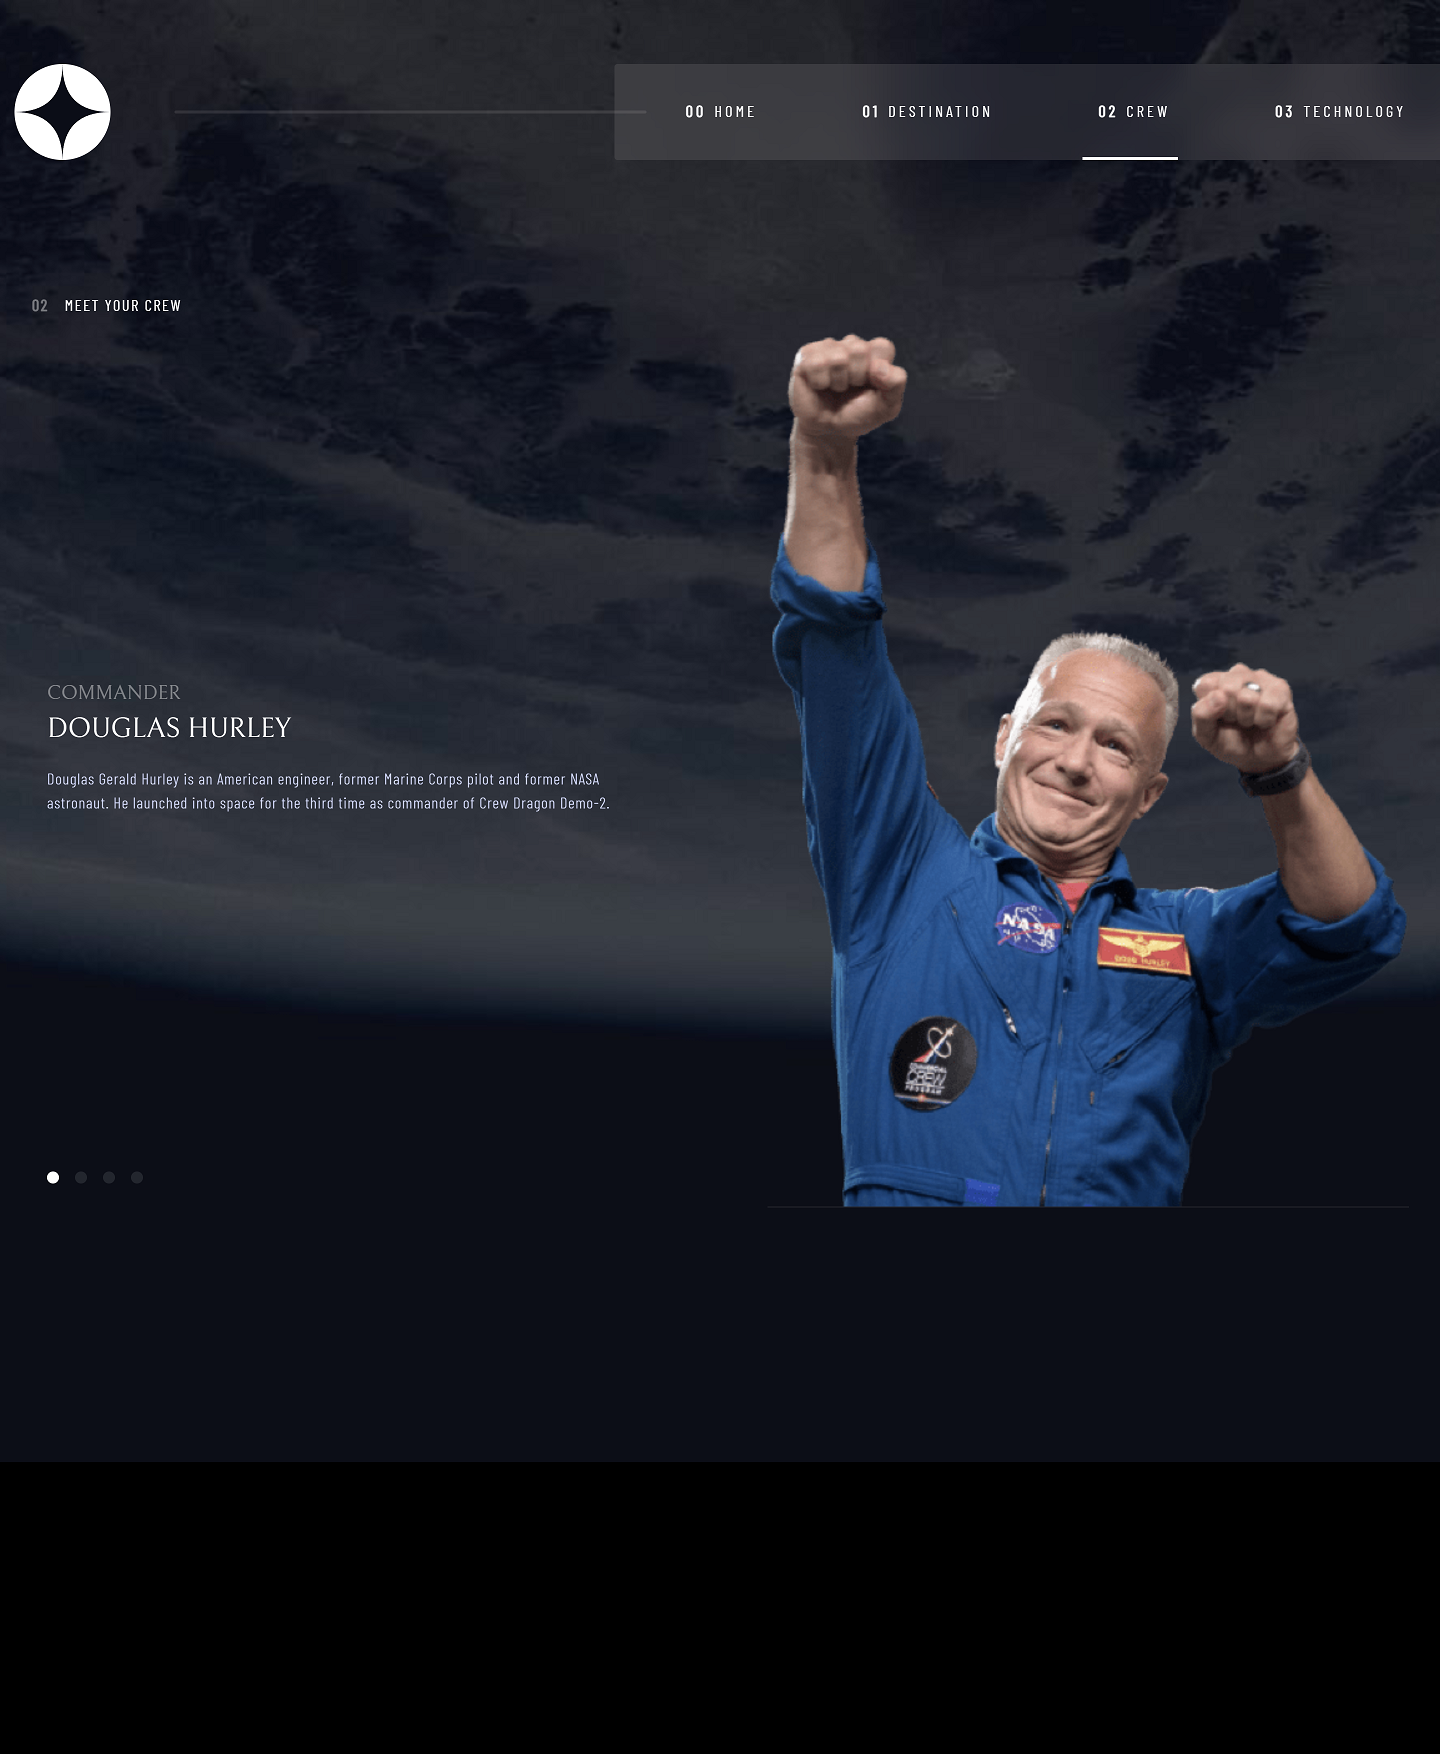 00 HOME
01 DESTINATION
02 CREW
03 TECHNOLOGY
02 MEET YOUR CREW
COMMANDER
DOUGLAS HURLEY
Douglas Gerald Hurley is an American engineer, former Marine Corps pilot and former NASA
astronaut. He launched into space for the third time as commander of Crew Dragon Demo-2.
NASA
DOUG HURLEY
COMMERCIAL
CREW
PROGRAM